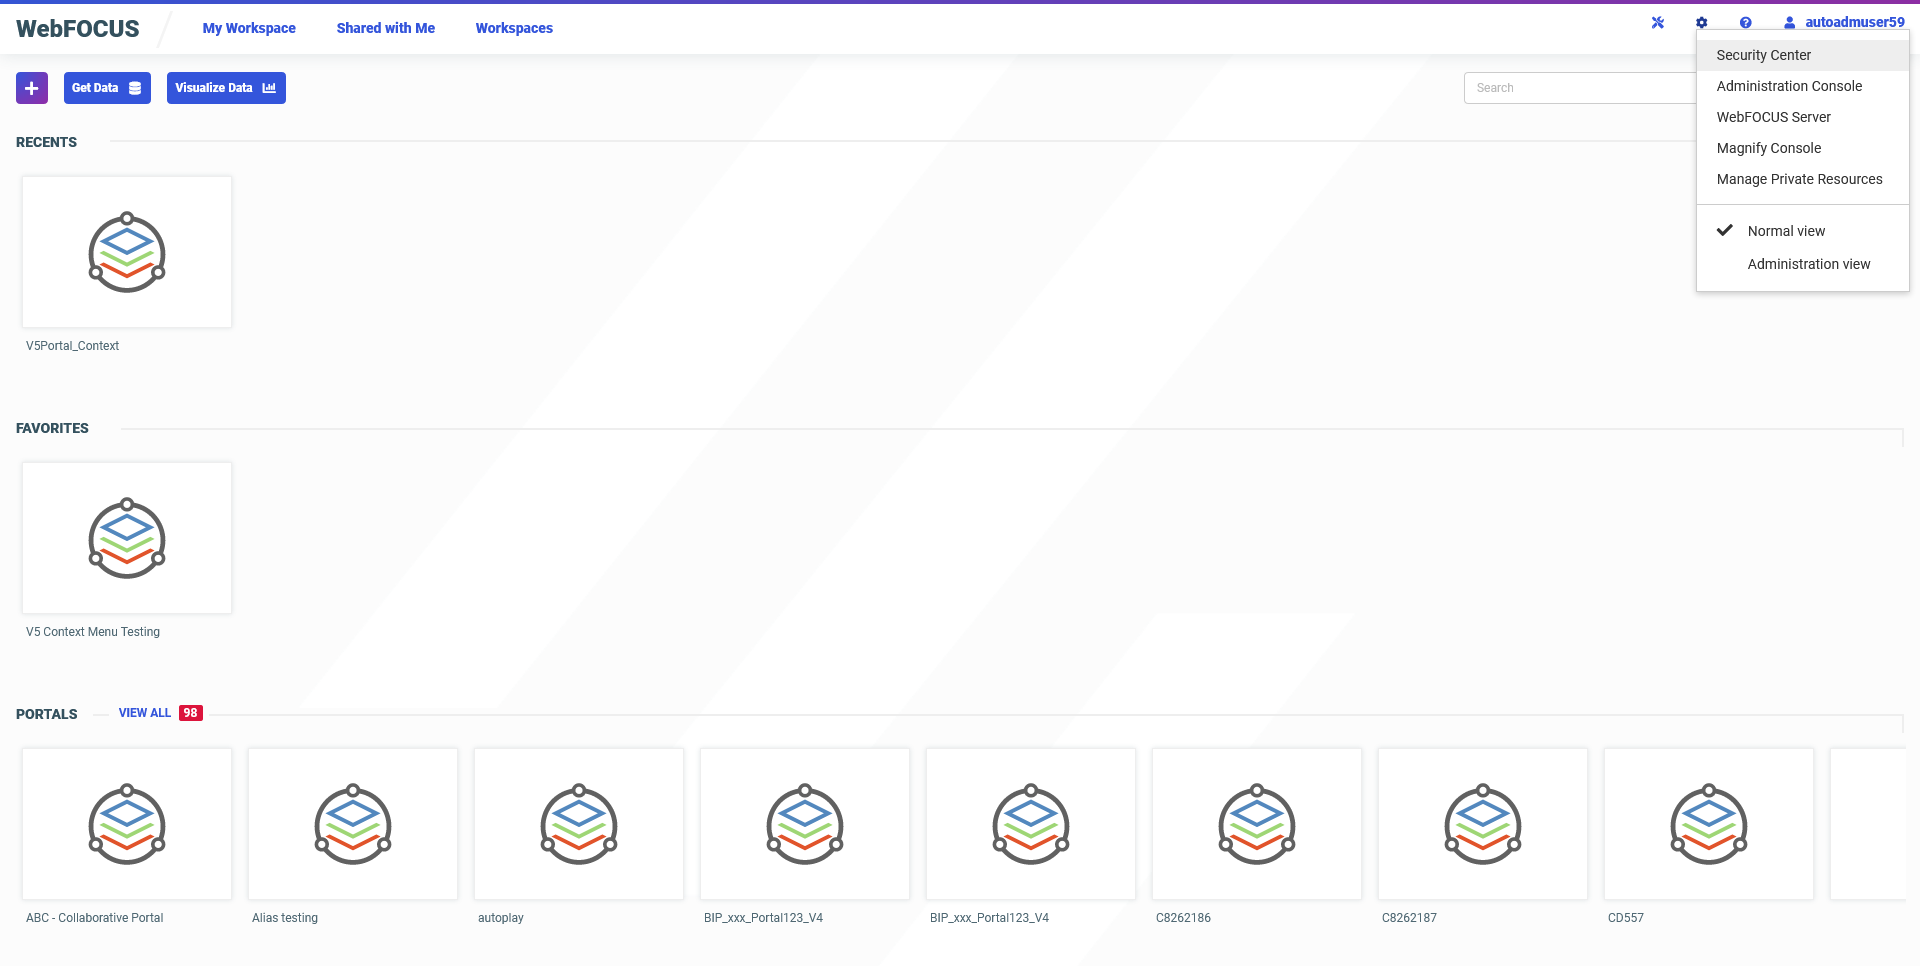 WebFOCUS
My Workspace
Shared with Me
Workspaces
autoadmuser59
Get Data
Visualize Data
Search
Security Center
Administration Console
WebFOCUS Server
Magnify Console
Manage Private Resources
Normal view
Administration view
RECENTS
V5Portal_Context
FAVORITES
V5 Context Menu Testing
PORTALS
VIEW ALL 98
ABC - Collaborative Portal
Alias testing
autoplay
BIP_xxx_Portal123_V4
BIP_xxx_Portal123_V4
C8262186
C8262187
CD557